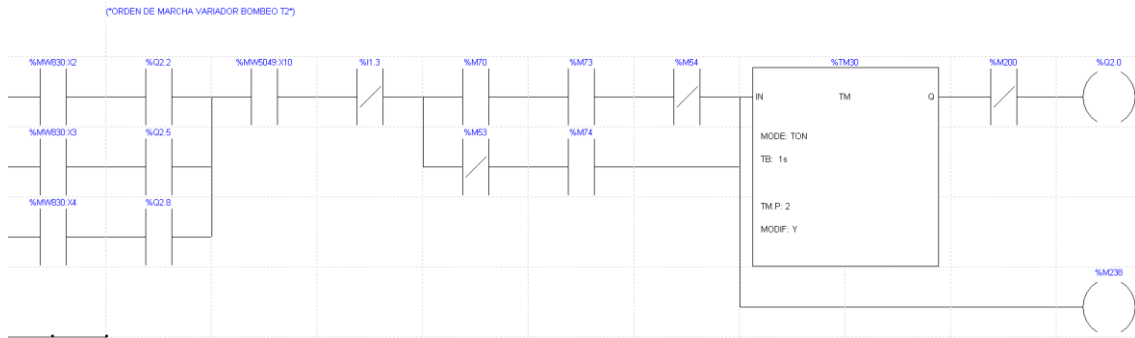 (*ORDEN DE MARCHA VARIADOR BOMBEO T2*)
%MW830:X2 %Q2.2 %MW5049:X10 %I1.3 %M70 %M73 %M54 %TM30 %M200 %Q2.0
IN TM Q
MODE: TON
%MW830:X3 %Q2.5 %M53 %M74
TB: 1s
%MW830:X4 %Q2.8
TM.P: 2
MODIF: Y
%M238